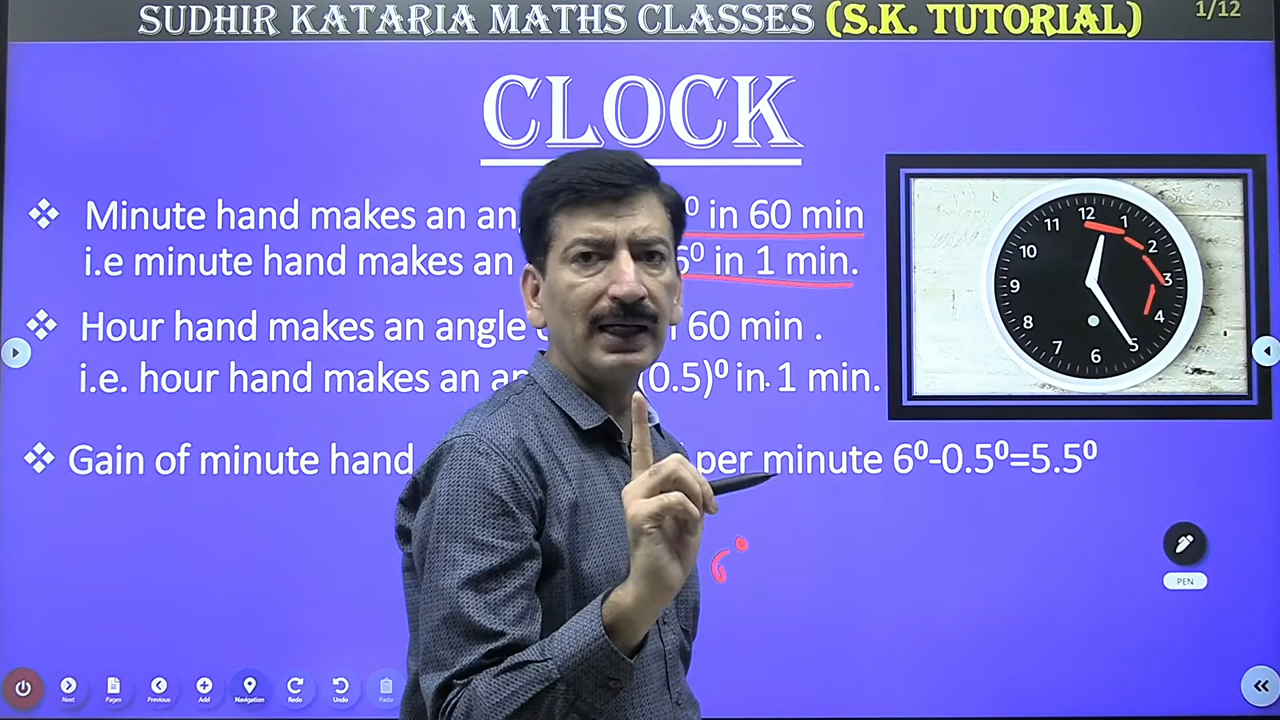 SUDHIR KATARIA MATHS CLASSES (S.K. TUTORIAL)
1/12
CLOCK
❖ Minute hand makes an an ⁰ in 60 min
i.e minute hand makes an 6⁰ in 1 min.
❖ Hour hand makes an angle 60 min .
i.e. hour hand makes an an (0.5)⁰ in 1 min.
❖ Gain of minute hand per minute 6⁰-0.5⁰=5.5⁰
6°
12
1
11
2
10
3
9
4
8
5
7
6
PEN
Next
Pages
Previous
Add
Navigation
Redo
Undo
Paste